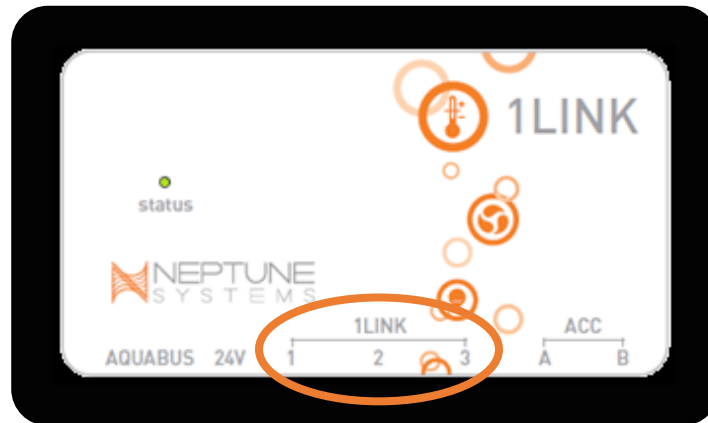 1LINK
status
NEPTUNE
SYSTEMS
1LINK ACC
AQUABUS 24V 1 2 3 A B